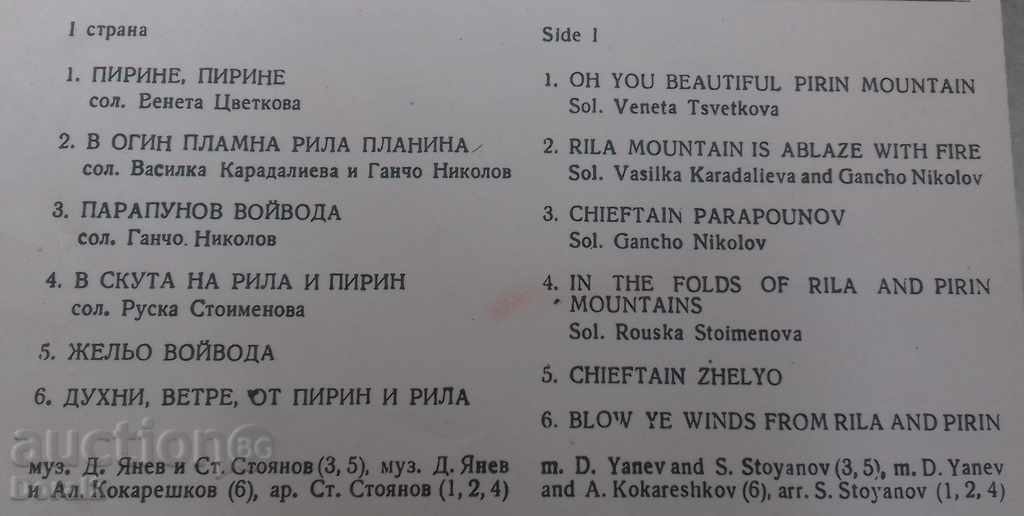 I страна
1. ПИРИНЕ, ПИРИНЕ
сол. Венета Цветкова
2. В ОГИН ПЛАМНА РИЛА ПЛАНИНА
сол. Василка Карадалиева и Ганчо Николов
3. ПАРАПУНОВ ВОЙВОДА
сол. Ганчо. Николов
4. В СКУТА НА РИЛА И ПИРИН
сол. Руска Стоименова
5. ЖЕЛЬО ВОЙВОДА
6. ДУХНИ, ВЕТРЕ, ОТ ПИРИН И РИЛА
муз. Д. Янев и Ст. Стоянов (3, 5), муз. Д. Янев
и Ал. Кокарешков (6), ар. Ст. Стоянов (1, 2, 4)
Side I
1. OH YOU BEAUTIFUL PIRIN MOUNTAIN
Sol. Veneta Tsvetkova
2. RILA MOUNTAIN IS ABLAZE WITH FIRE
Sol. Vasilka Karadalieva and Gancho Nikolov
3. CHIEFTAIN PARAPOUNOV
Sol. Gancho Nikolov
4. IN THE FOLDS OF RILA AND PIRIN
MOUNTAINS
Sol. Rouska Stoimenova
5. CHIEFTAIN ZHELYO
6. BLOW YE WINDS FROM RILA AND PIRIN
m. D. Yanev and S. Stoyanov (3, 5), m. D. Yanev
and A. Kokareshkov (6), arr. S. Stoyanov (1, 2, 4)
auction BG